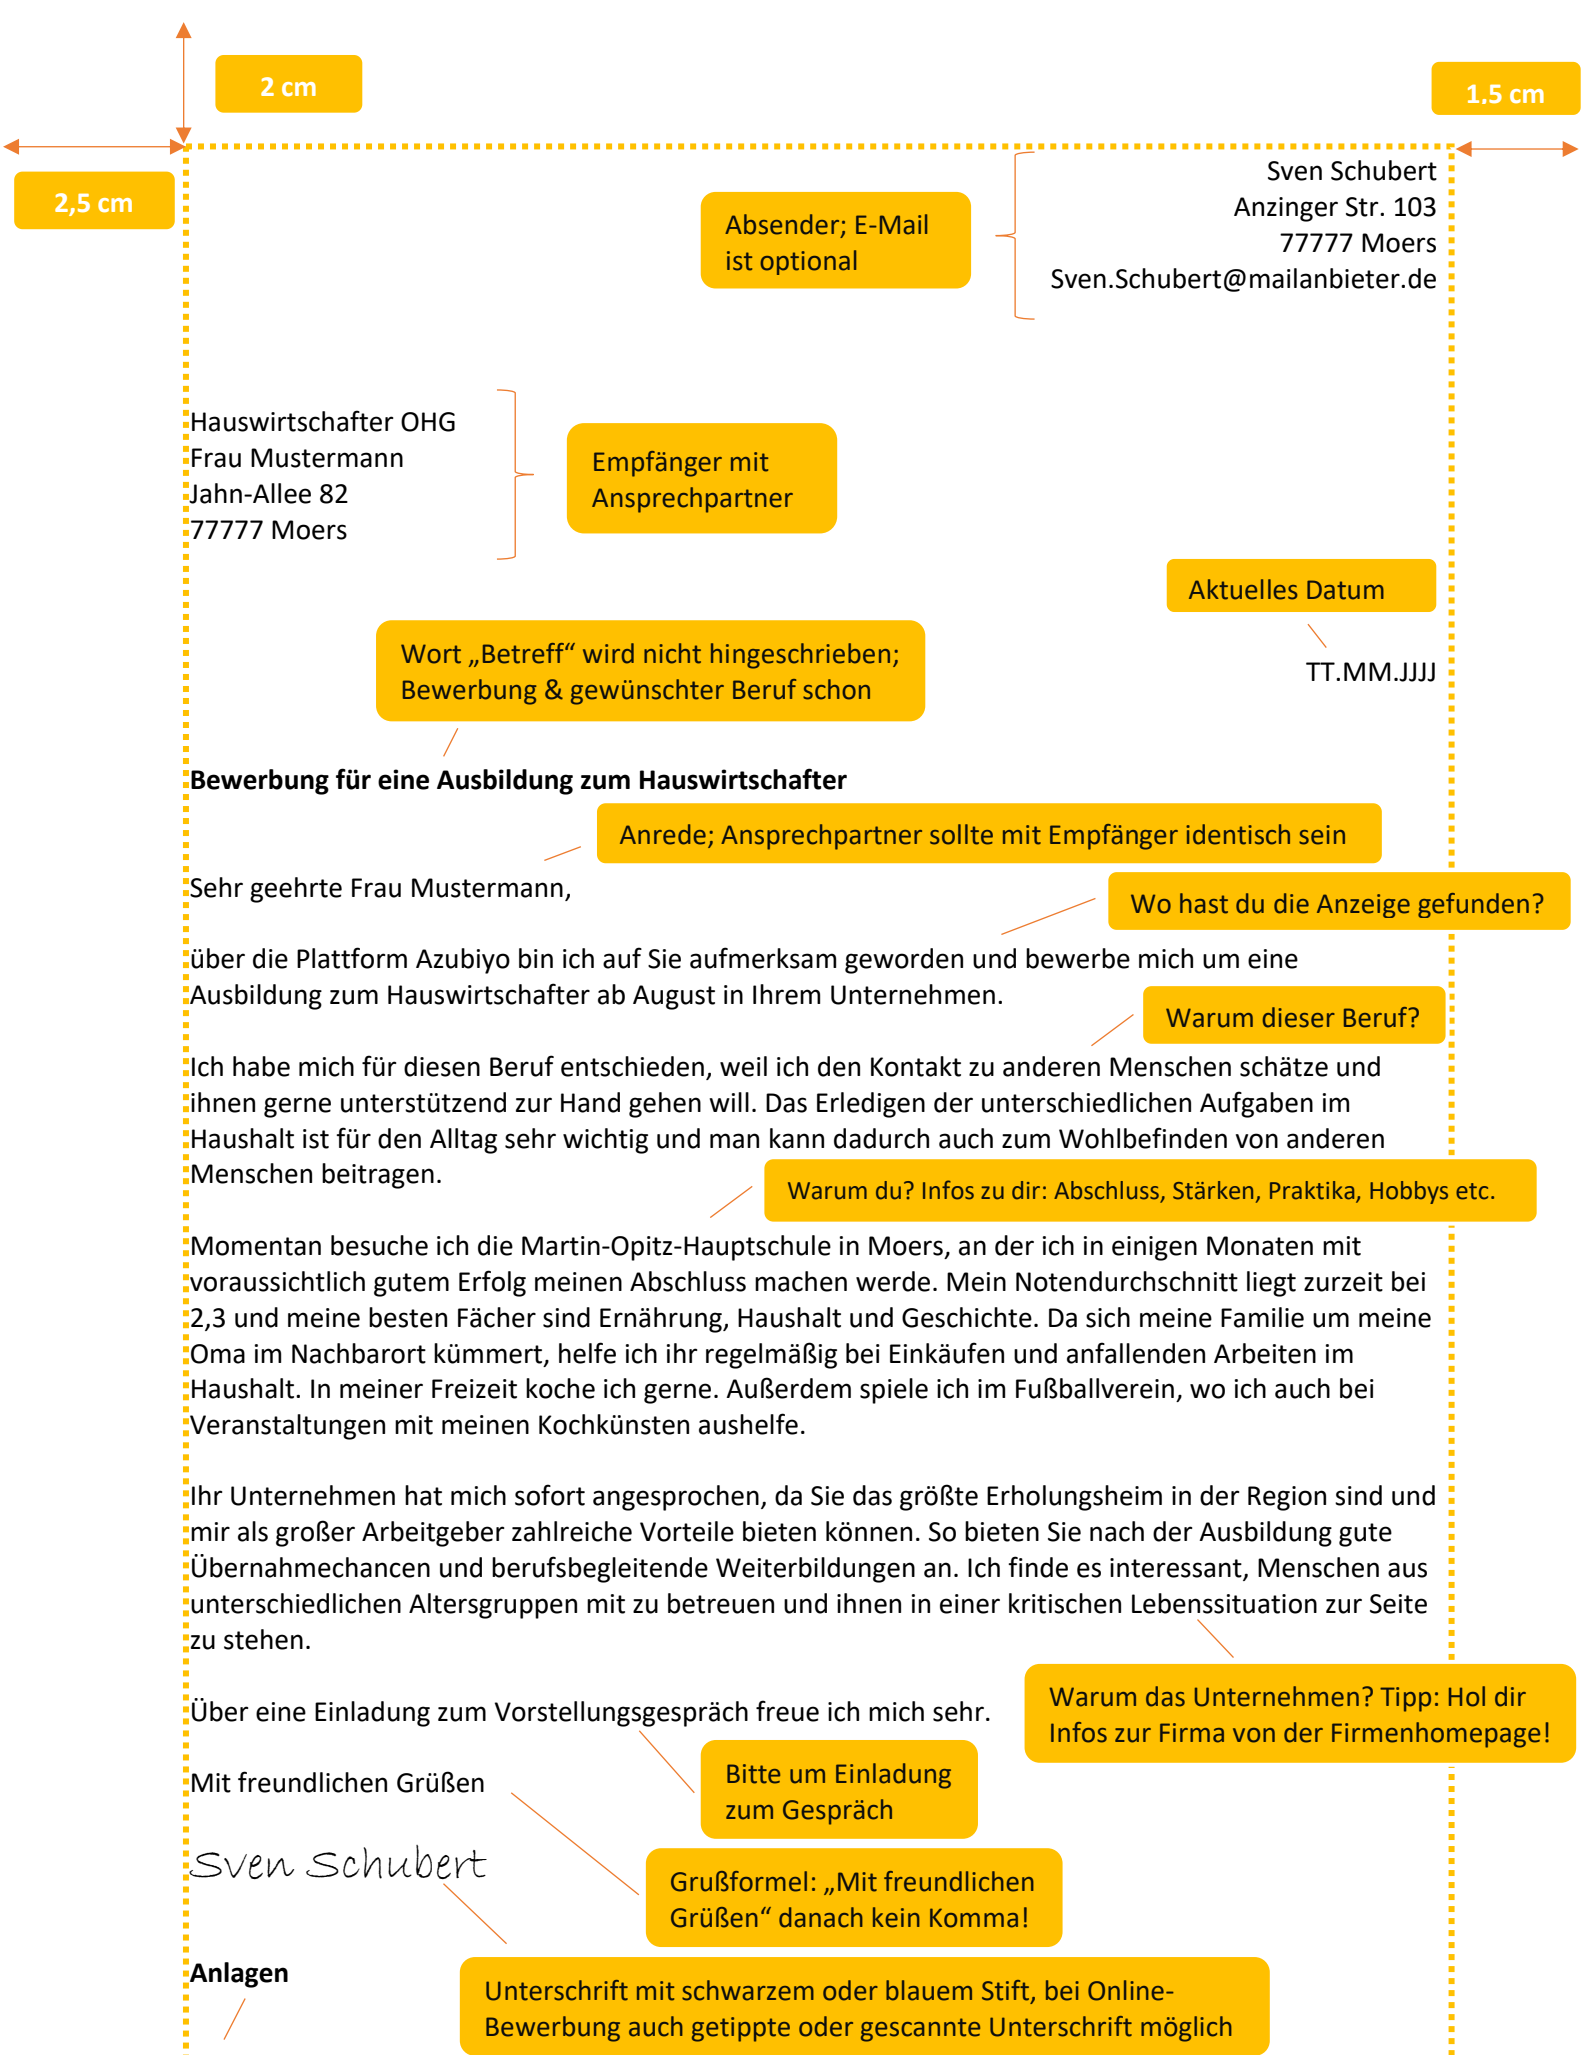 2 cm
1,5 cm
2,5 cm
Sven Schubert
Anzinger Str. 103
77777 Moers
Sven.Schubert@mailanbieter.de
Absender; E-Mail
ist optional
Hauswirtschafter OHG
Frau Mustermann
Jahn-Allee 82
77777 Moers
Empfänger mit
Ansprechpartner
Aktuelles Datum
TT.MM.JJJJ
Wort „Betreff“ wird nicht hingeschrieben;
Bewerbung & gewünschter Beruf schon
Bewerbung für eine Ausbildung zum Hauswirtschafter
Anrede; Ansprechpartner sollte mit Empfänger identisch sein
Sehr geehrte Frau Mustermann,
Wo hast du die Anzeige gefunden?
über die Plattform Azubiyo bin ich auf Sie aufmerksam geworden und bewerbe mich um eine
Ausbildung zum Hauswirtschafter ab August in Ihrem Unternehmen.
Warum dieser Beruf?
Ich habe mich für diesen Beruf entschieden, weil ich den Kontakt zu anderen Menschen schätze und
ihnen gerne unterstützend zur Hand gehen will. Das Erledigen der unterschiedlichen Aufgaben im
Haushalt ist für den Alltag sehr wichtig und man kann dadurch auch zum Wohlbefinden von anderen
Menschen beitragen.
Warum du? Infos zu dir: Abschluss, Stärken, Praktika, Hobbys etc.
Momentan besuche ich die Martin-Opitz-Hauptschule in Moers, an der ich in einigen Monaten mit
voraussichtlich gutem Erfolg meinen Abschluss machen werde. Mein Notendurchschnitt liegt zurzeit bei
2,3 und meine besten Fächer sind Ernährung, Haushalt und Geschichte. Da sich meine Familie um meine
Oma im Nachbarort kümmert, helfe ich ihr regelmäßig bei Einkäufen und anfallenden Arbeiten im
Haushalt. In meiner Freizeit koche ich gerne. Außerdem spiele ich im Fußballverein, wo ich auch bei
Veranstaltungen mit meinen Kochkünsten aushelfe.
Ihr Unternehmen hat mich sofort angesprochen, da Sie das größte Erholungsheim in der Region sind und
mir als großer Arbeitgeber zahlreiche Vorteile bieten können. So bieten Sie nach der Ausbildung gute
Übernahmechancen und berufsbegleitende Weiterbildungen an. Ich finde es interessant, Menschen aus
unterschiedlichen Altersgruppen mit zu betreuen und ihnen in einer kritischen Lebenssituation zur Seite
zu stehen.
Warum das Unternehmen? Tipp: Hol dir
Infos zur Firma von der Firmenhomepage!
Über eine Einladung zum Vorstellungsgespräch freue ich mich sehr.
Bitte um Einladung
zum Gespräch
Mit freundlichen Grüßen
Sven Schubert
Grußformel: „Mit freundlichen
Grüßen“ danach kein Komma!
Anlagen
Unterschrift mit schwarzem oder blauem Stift, bei Online-
Bewerbung auch getippte oder gescannte Unterschrift möglich